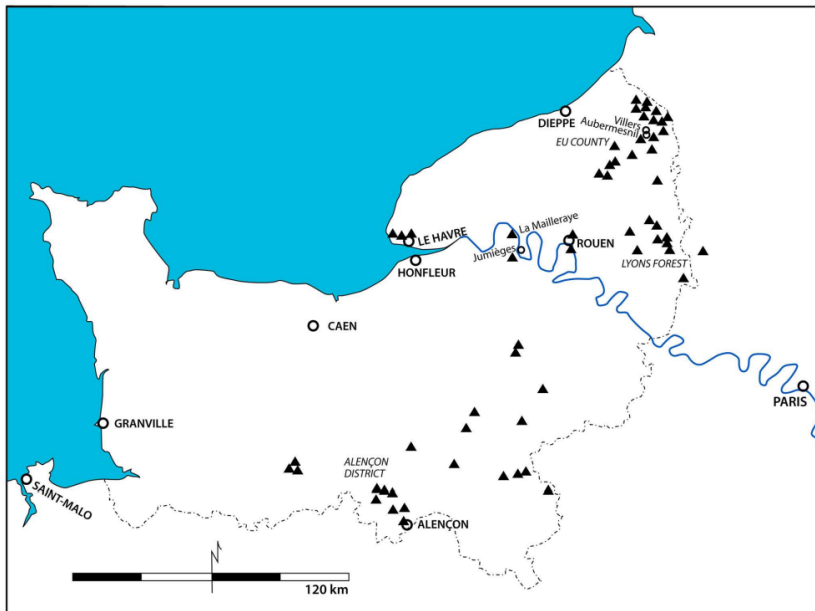 DIEPPE
Villers
Aubermesnil
EU COUNTY
La Mailleraye
LE HAVRE
Jumièges
ROUEN
HONFLEUR
LYONS FOREST
CAEN
PARIS
GRANVILLE
ALENÇON
DISTRICT
SAINT-MALO
ALENÇON
120 km